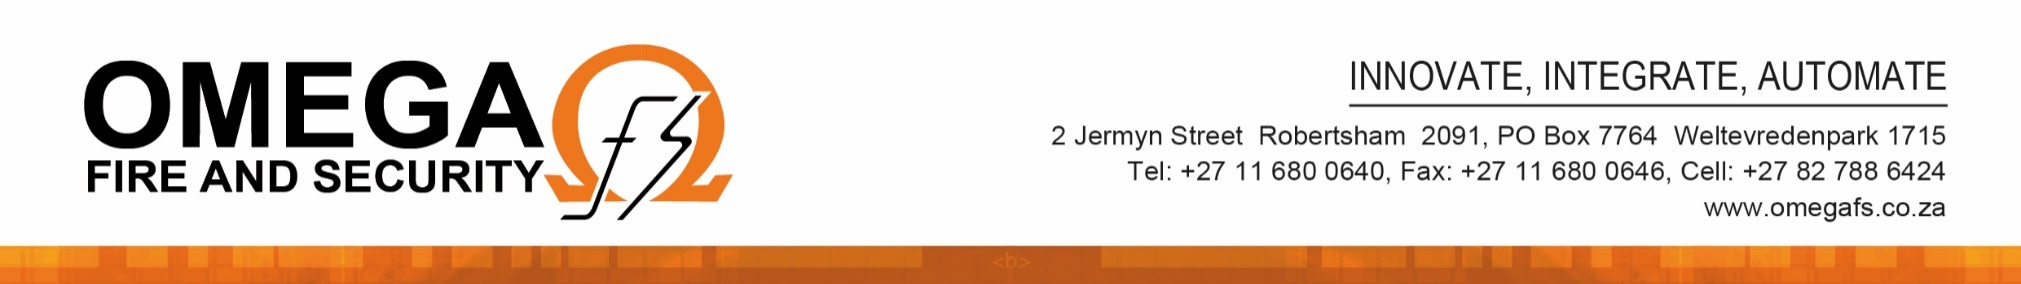 OMEGA
FIRE AND SECURITY
fs
INNOVATE, INTEGRATE, AUTOMATE
2 Jermyn Street Robertsham 2091, PO Box 7764 Weltevredenpark 1715
Tel: +27 11 680 0640, Fax: +27 11 680 0646, Cell: +27 82 788 6424
www.omegafs.co.za
<b>